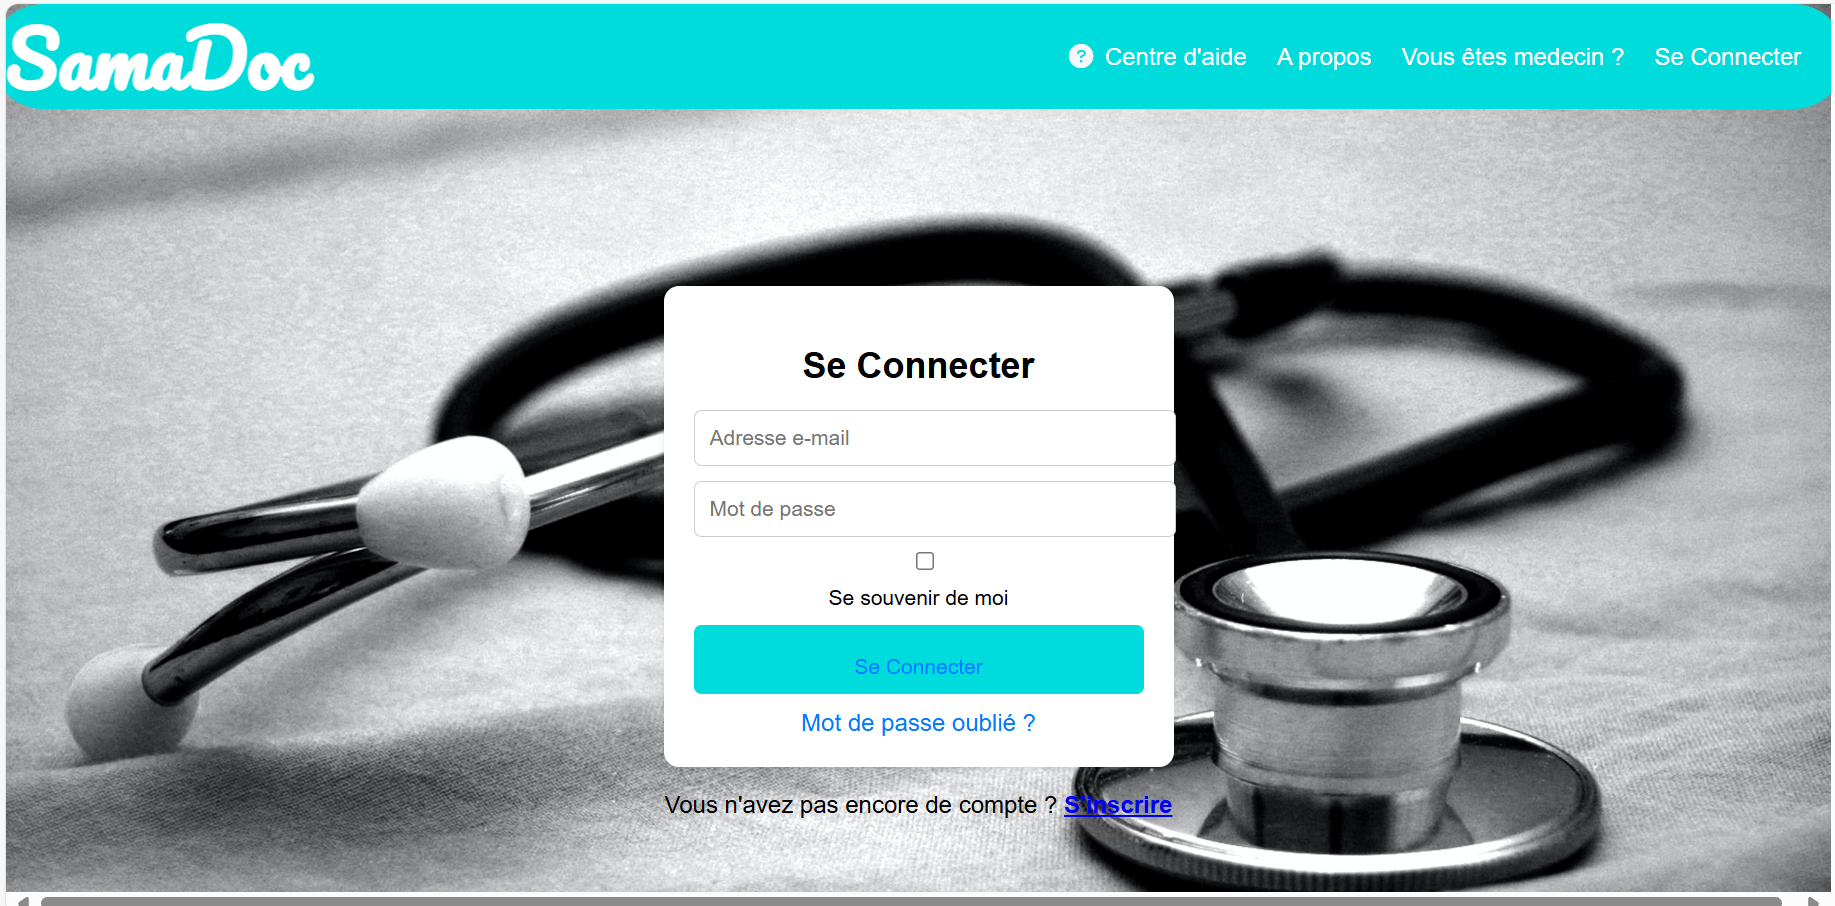 SamaDoc
? Centre d'aide A propos Vous êtes medecin ? Se Connecter
Se Connecter
Adresse e-mail
Mot de passe
Se souvenir de moi
Se Connecter
Mot de passe oublié ?
Vous n'avez pas encore de compte ? S'inscrire